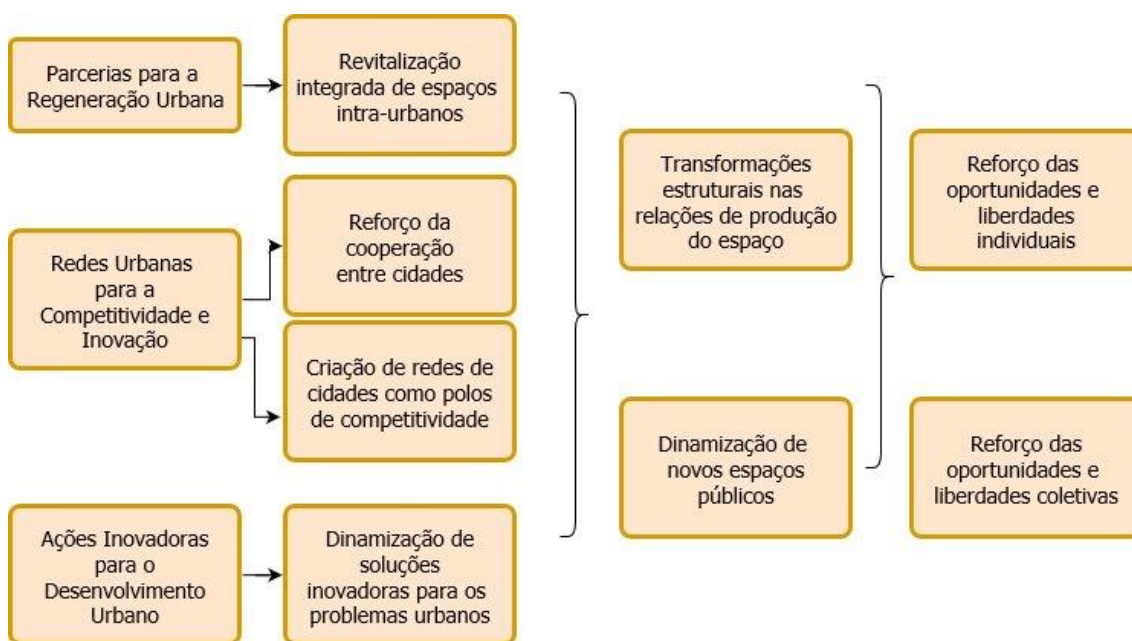 Parcerias para a
Regeneração Urbana
Revitalização
integrada de espaços
intra-urbanos
Redes Urbanas
para a
Competitividade e
Inovação
Reforço da
cooperação
entre cidades
Criação de redes de
cidades como polos
de competitividade
Ações Inovadoras
para o
Desenvolvimento
Urbano
Dinamização de
soluções
inovadoras para os
problemas urbanos
Transformações
estruturais nas
relações de produção
do espaço
Dinamização de
novos espaços
públicos
Reforço das
oportunidades e
liberdades
individuais
Reforço das
oportunidades e
liberdades coletivas